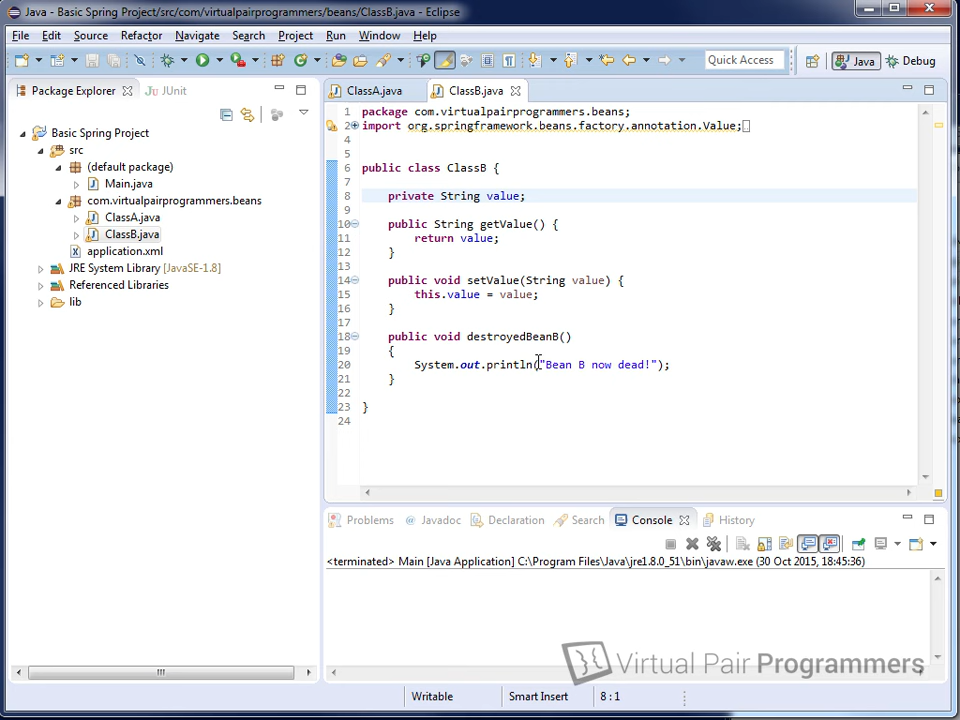 Java - Basic Spring Project/src/com/virtualpairprogrammers/beans/ClassB.java - Eclipse
File Edit Source Refactor Navigate Search Project Run Window Help
Quick Access Java Debug
Package Explorer JUnit
Basic Spring Project
src
(default package)
Main.java
com.virtualpairprogrammers.beans
ClassA.java
ClassB.java
application.xml
JRE System Library [JavaSE-1.8]
Referenced Libraries
lib
ClassA.java ClassB.java
1 package com.virtualpairprogrammers.beans;
2 import org.springframework.beans.factory.annotation.Value;
4
5
6 public class ClassB {
7
8 private String value;
9
10 public String getValue() {
11 return value;
12 }
13
14 public void setValue(String value) {
15 this.value = value;
16 }
17
18 public void destroyedBeanB()
19 {
20 System.out.println("Bean B now dead!");
21 }
22
23 }
24
Problems Javadoc Declaration Search Console History
<terminated> Main [Java Application] C:\Program Files\Java\jre1.8.0_51\bin\javaw.exe (30 Oct 2015, 18:45:36)
Virtual Pair Programmers
Writable Smart Insert 8 : 1